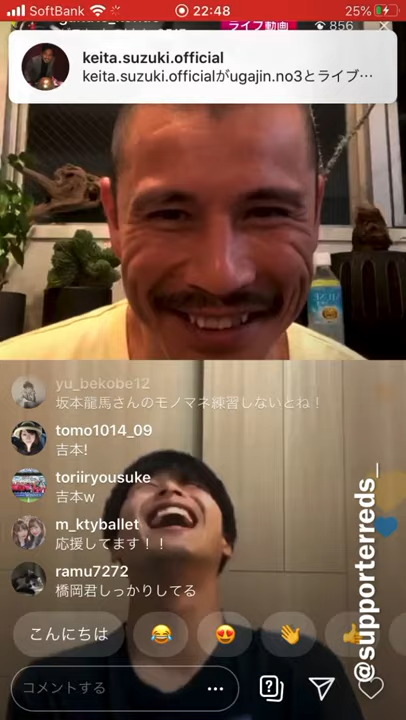 SoftBank
22:48
25%
ライブ動画
856
keita.suzuki.official
keita.suzuki.officialがugajin.no3とライブ…
yu_bekobe12
坂本龍馬さんのモノマネ練習しないとね！
tomo1014_09
吉本!
toriiryousuke
吉本w
m_ktyballet
応援してます！！
ramu7272
橋岡君しっかりしてる
こんにちは
コメントする
@supporterreds_